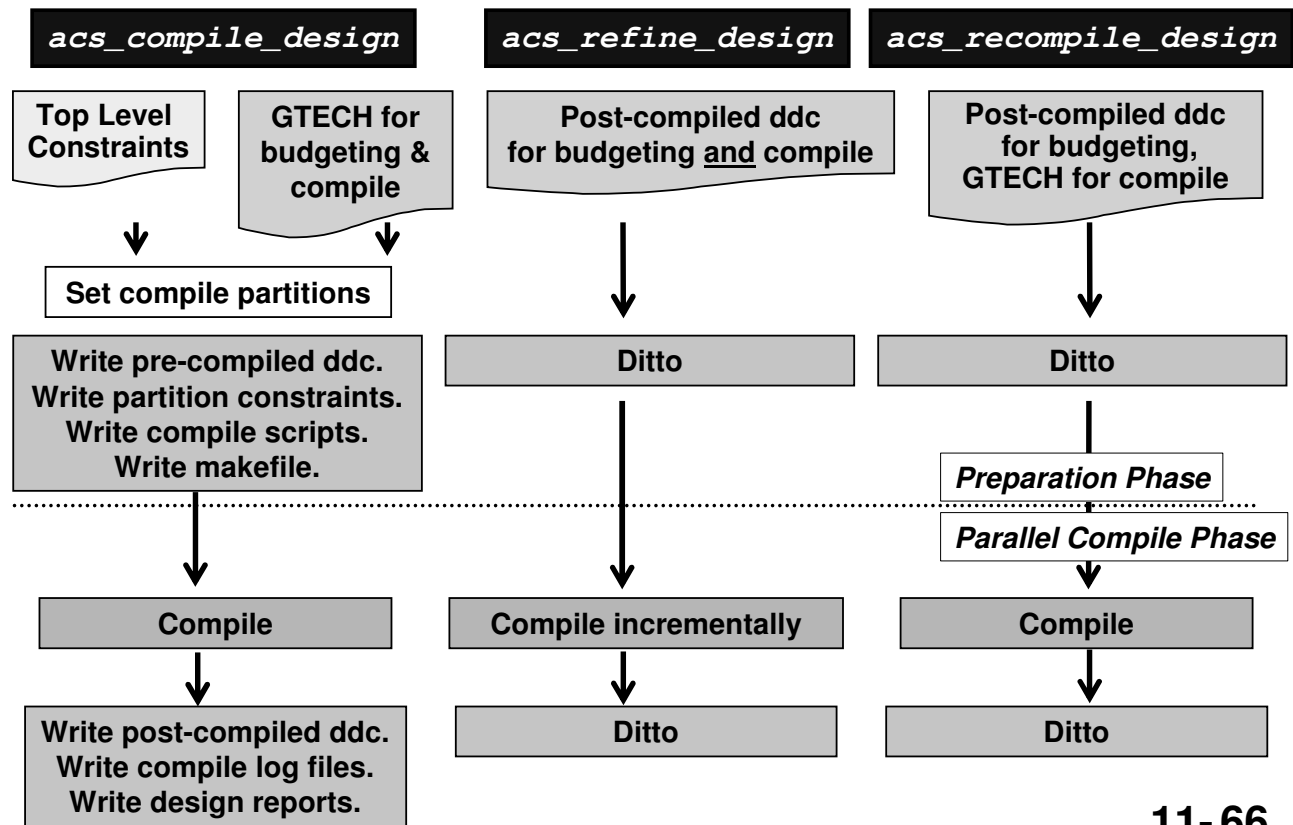 acs_compile_design
acs_refine_design
acs_recompile_design
Top Level
Constraints
GTECH for
budgeting &
compile
Post-compiled ddc
for budgeting and compile
Post-compiled ddc
for budgeting,
GTECH for compile
Set compile partitions
Write pre-compiled ddc.
Write partition constraints.
Write compile scripts.
Write makefile.
Ditto
Ditto
Preparation Phase
Parallel Compile Phase
Compile
Compile incrementally
Compile
Write post-compiled ddc.
Write compile log files.
Write design reports.
Ditto
Ditto
11-66